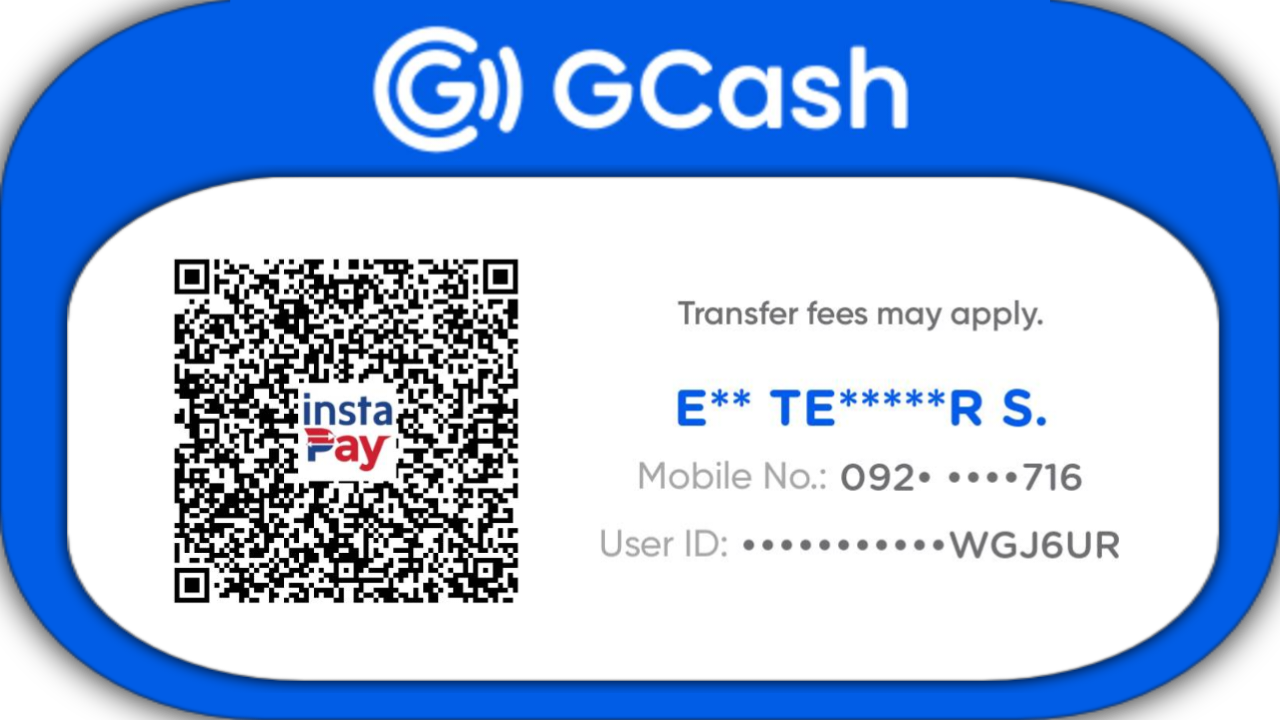 GCash
insta
Pay
Transfer fees may apply.
E** TE*****R S.
Mobile No.: 092• ••••716
User ID: •••••••••••WGJ6UR